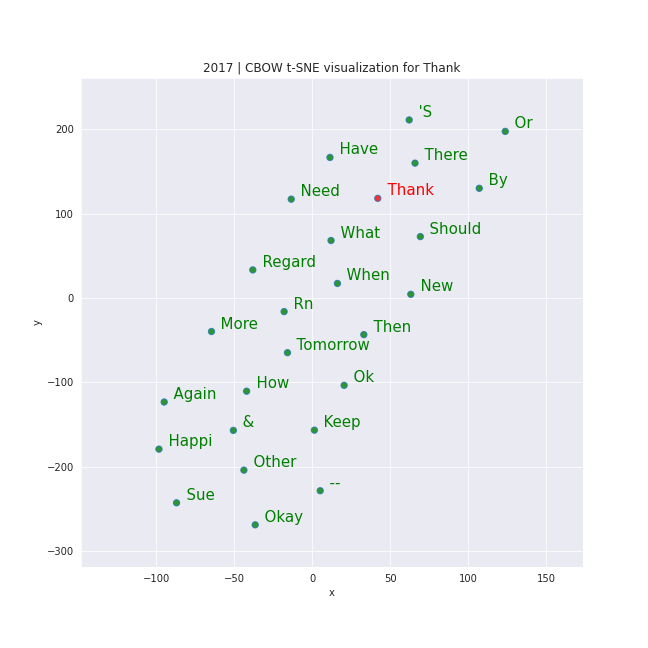 2017 | CBOW t-SNE visualization for Thank
'S
Or
Have
There
By
Need
Thank
What
Should
Regard
When
New
Rn
More
Then
Tomorrow
How
Ok
Again
&
Keep
Happi
Other
--
Sue
Okay
200
100
0
−100
−200
−300
y
−100
−50
0
50
100
150
x